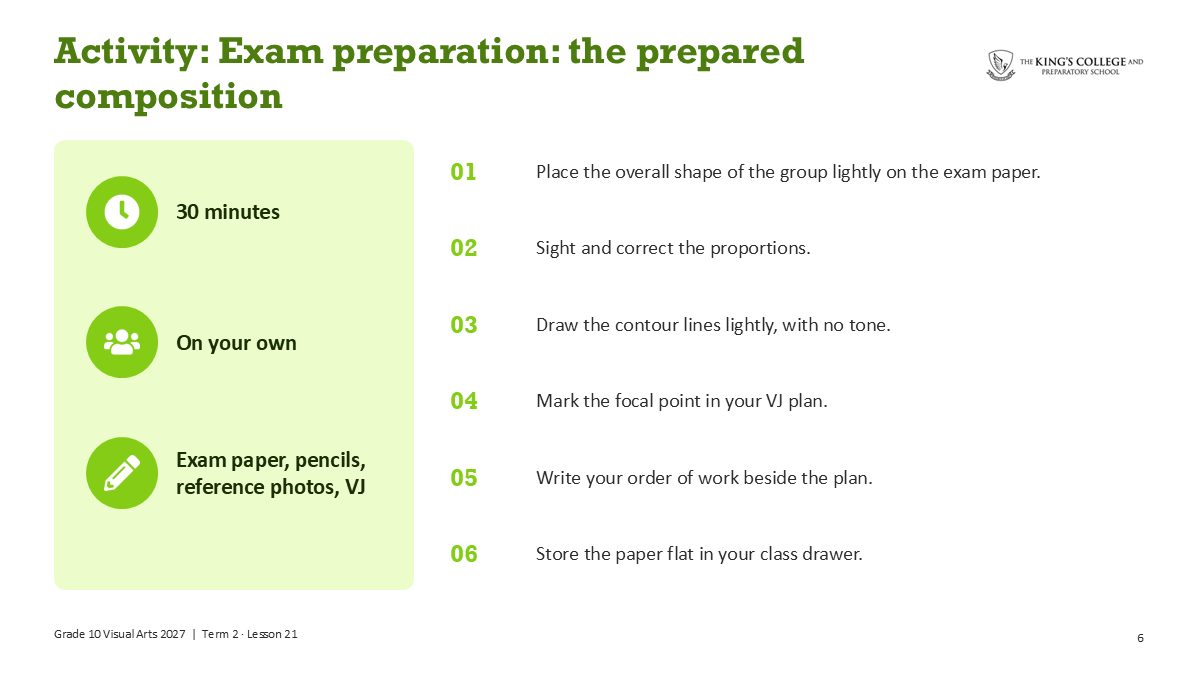 Activity: Exam preparation: the prepared
composition
THE KING'S COLLEGE AND
PREPARATORY SCHOOL
30 minutes
On your own
Exam paper, pencils,
reference photos, VJ
01 Place the overall shape of the group lightly on the exam paper.
02 Sight and correct the proportions.
03 Draw the contour lines lightly, with no tone.
04 Mark the focal point in your VJ plan.
05 Write your order of work beside the plan.
06 Store the paper flat in your class drawer.
Grade 10 Visual Arts 2027 | Term 2 · Lesson 21
6